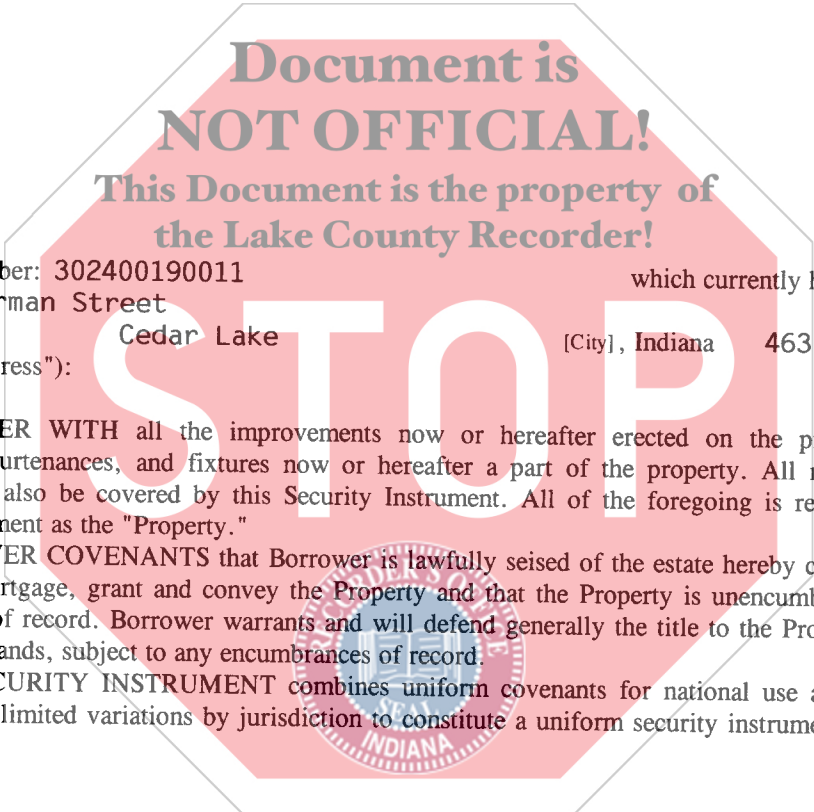 Document is
NOT OFFICIAL!
This Document is the property of
the Lake County Recorder!
ber: 302400190011 which currently h
rman Street
Cedar Lake [City], Indiana 463
ress"):
STOP
ER WITH all the improvements now or hereafter erected on the p
urtenances, and fixtures now or hereafter a part of the property. All r
also be covered by this Security Instrument. All of the foregoing is re
nent as the "Property."
ER COVENANTS that Borrower is lawfully seised of the estate hereby c
rtgage, grant and convey the Property and that the Property is unencumb
of record. Borrower warrants and will defend generally the title to the Pro
ands, subject to any encumbrances of record.
CURITY INSTRUMENT combines uniform covenants for national use a
limited variations by jurisdiction to constitute a uniform security instrume
RECORDER'S OFFICE
SEAL
INDIANA